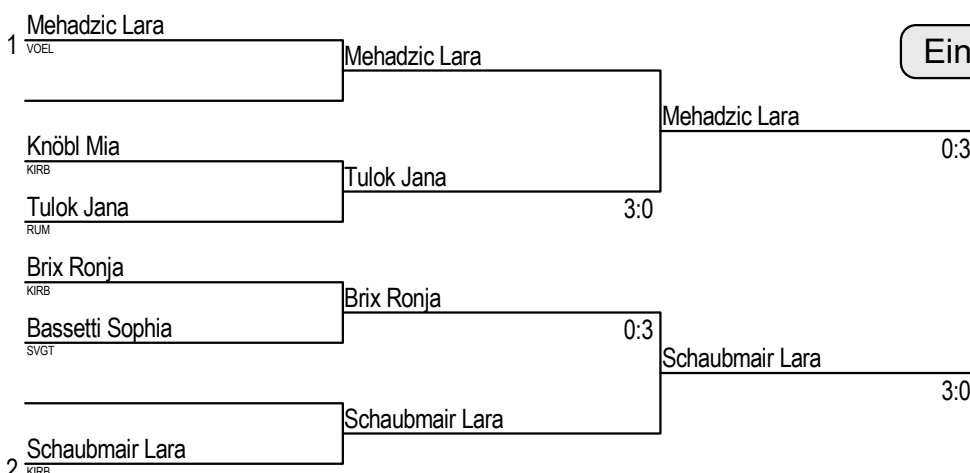 Mehadzic Lara
1 VOEL
Mehadzic Lara
Ein
Mehadzic Lara
0:3
Knöbl Mia
KIRB
Tulok Jana
3:0
Tulok Jana
RUM
Brix Ronja
KIRB
Brix Ronja
0:3
Bassetti Sophia
SVGT
Schaubmair Lara
3:0
Schaubmair Lara
Schaubmair Lara
2 KIRB